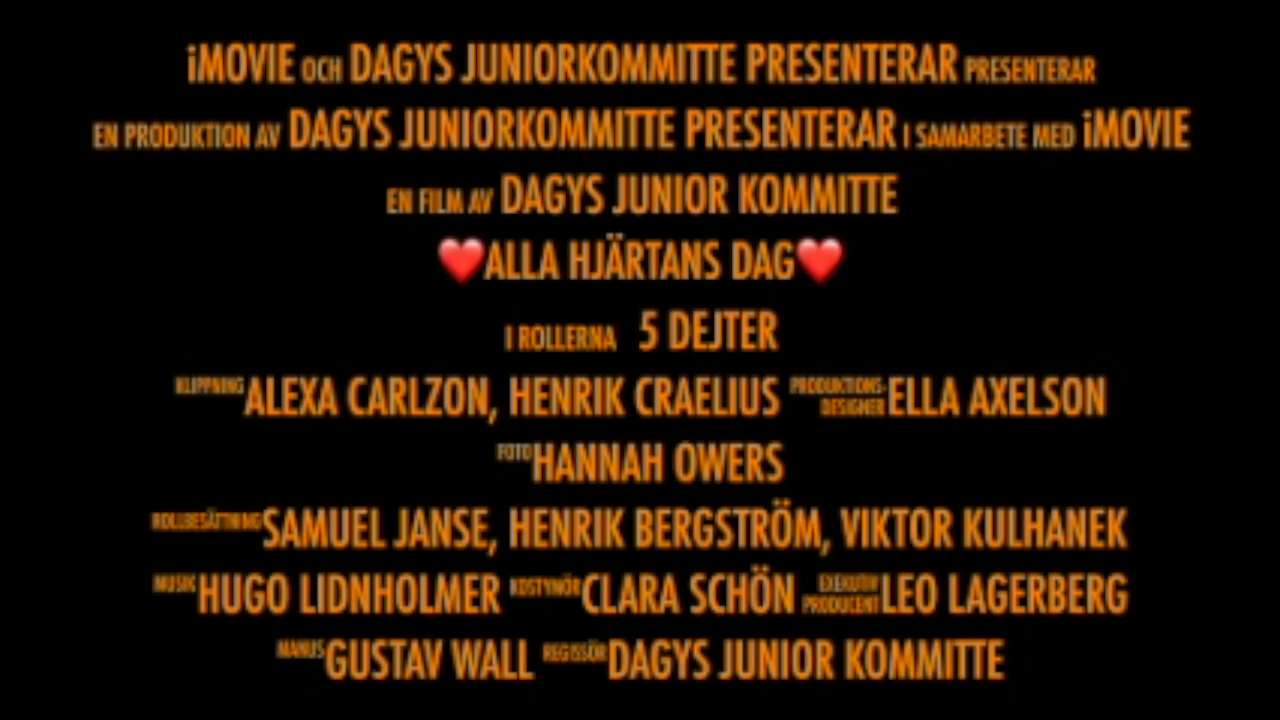 iMOVIE OCH DAGYS JUNIORKOMMITTE PRESENTERAR PRESENTERAR
EN PRODUKTION AV DAGYS JUNIORKOMMITTE PRESENTERAR I SAMARBETE MED iMOVIE
EN FILM AV DAGYS JUNIOR KOMMITTE
❤️ALLA HJÄRTANS DAG❤️
I ROLLERNA 5 DEJTER
KLIPPNING ALEXA CARLZON, HENRIK CRAELIUS PRODUKTIONS-DESIGNER ELLA AXELSON
FOTO HANNAH OWERS
ROLLBESÄTTNING SAMUEL JANSE, HENRIK BERGSTRÖM, VIKTOR KULHANEK
MUSIK HUGO LIDNHOLMER KOSTYMÖR CLARA SCHÖN EXEKUTIV PRODUCENT LEO LAGERBERG
MANUS GUSTAV WALL REGISSÖR DAGYS JUNIOR KOMMITTE